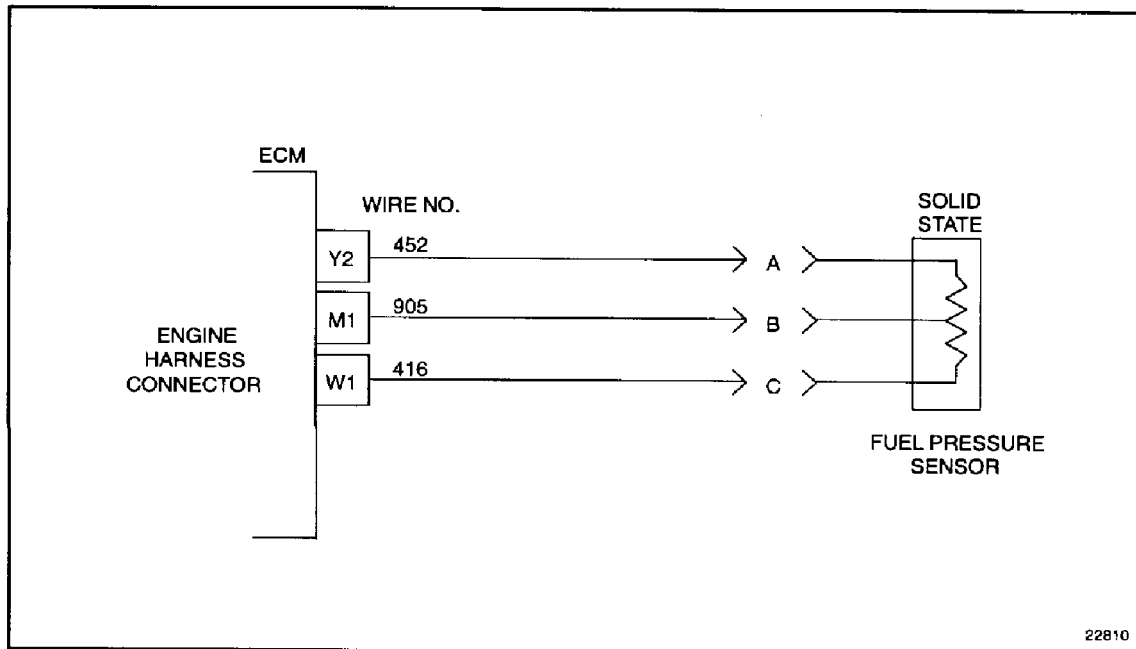 ECM
WIRE NO.
SOLID
STATE
Y2
452
A
M1
905
B
W1
416
C
ENGINE
HARNESS
CONNECTOR
FUEL PRESSURE
SENSOR
22810